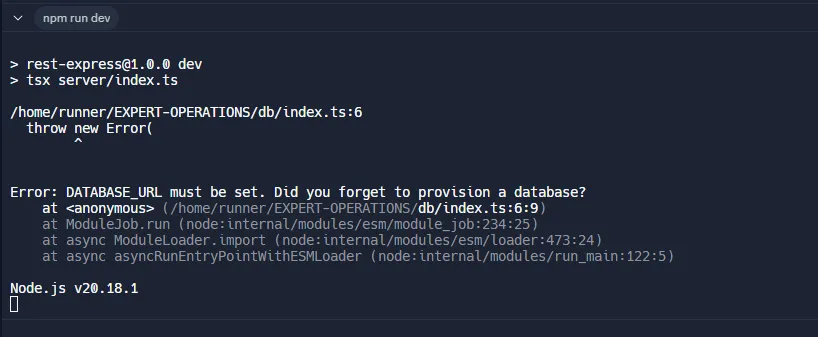 npm run dev
> rest-express@1.0.0 dev
> tsx server/index.ts
/home/runner/EXPERT-OPERATIONS/db/index.ts:6
  throw new Error(
        ^
Error: DATABASE_URL must be set. Did you forget to provision a database?
    at <anonymous> (/home/runner/EXPERT-OPERATIONS/db/index.ts:6:9)
    at ModuleJob.run (node:internal/modules/esm/module_job:234:25)
    at async ModuleLoader.import (node:internal/modules/esm/loader:473:24)
    at async asyncRunEntryPointWithESMLoader (node:internal/modules/run_main:122:5)
Node.js v20.18.1